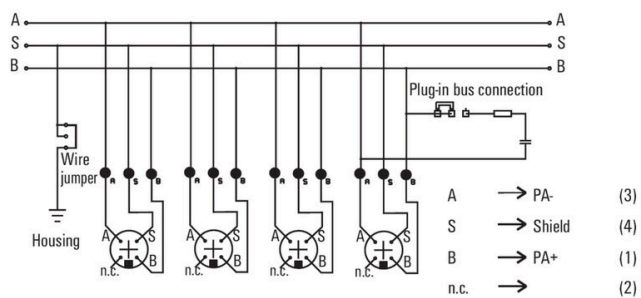 A A
S S
B B
Plug-in bus connection
Wire
jumper
A S B A S B A S B A S B
Housing
A S A S A S A S
B B B B
n.c. n.c. n.c. n.c.
A → PA- (3)
S → Shield (4)
B → PA+ (1)
n.c. → (2)